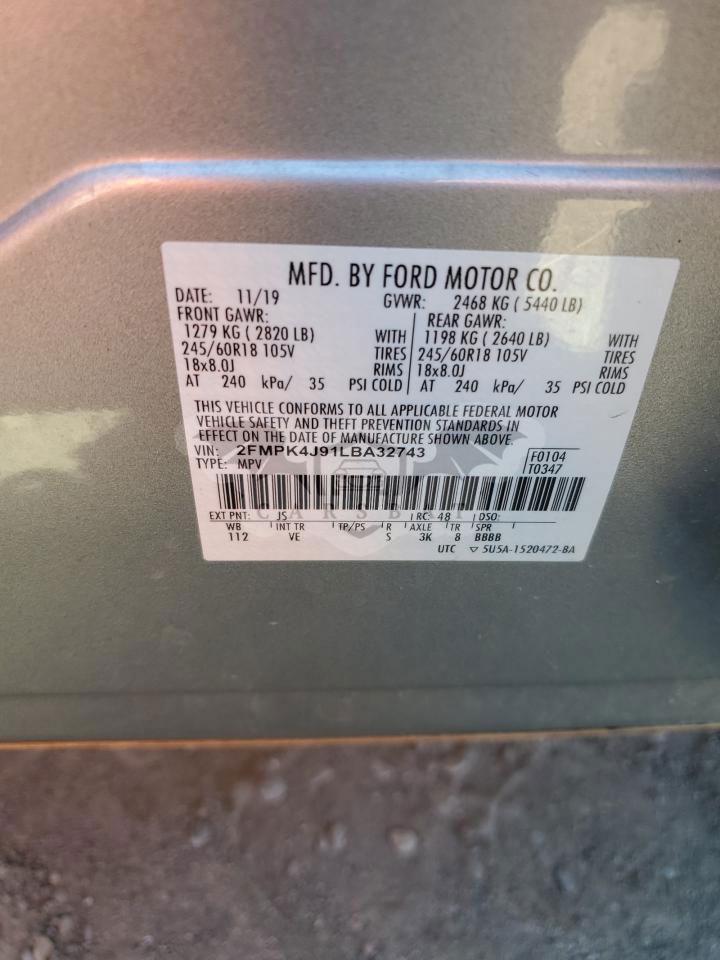 MFD. BY FORD MOTOR CO.
DATE: 11/19 GVWR: 2468 KG ( 5440 LB)
FRONT GAWR: REAR GAWR:
1279 KG ( 2820 LB) WITH 1198 KG ( 2640 LB) WITH
245/60R18 105V TIRES 245/60R18 105V TIRES
18x8.0J RIMS 18x8.0J RIMS
AT 240 kPa/ 35 PSI COLD AT 240 kPa/ 35 PSI COLD
THIS VEHICLE CONFORMS TO ALL APPLICABLE FEDERAL MOTOR
VEHICLE SAFETY AND THEFT PREVENTION STANDARDS IN
EFFECT ON THE DATE OF MANUFACTURE SHOWN ABOVE.
VIN: 2FMPK4J91LBA32743 F0104
TYPE: MPV T0347
EXT PNT: JS RC: 48 DSO:
WB INT TR TP/PS R AXLE TR SPR
112 VE S 3K 8 BBBB
UTC ▽ 5U5A-1520472-BA
CARSBAT